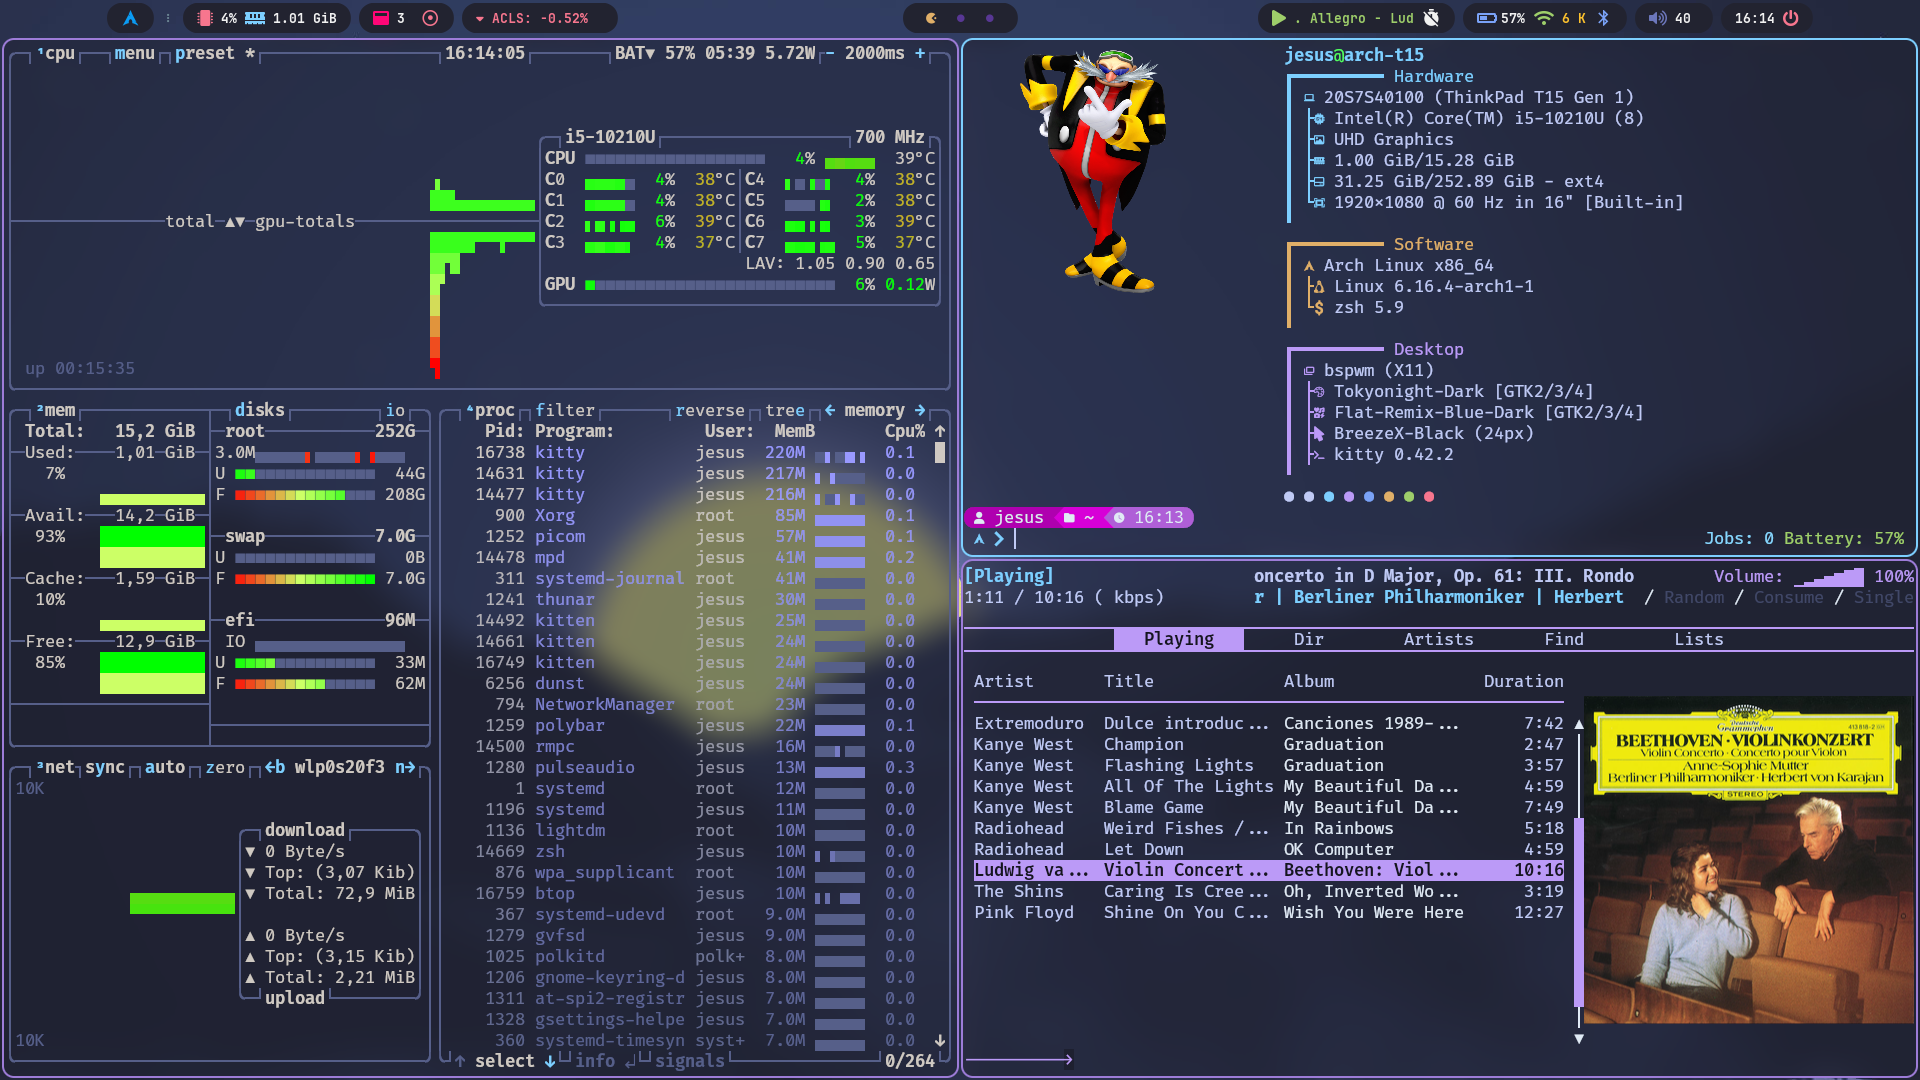 4% 1.01 GiB 3 ACLS: -0.52% . Allegro - Lud 57% 6 K 40 16:14
¹cpu menu preset * 16:14:05 BAT▼ 57% 05:39 5.72W - 2000ms +
i5-10210U 700 MHz
CPU 4% 39°C
C0 4% 38°C C4 4% 38°C
C1 4% 38°C C5 2% 38°C
C2 6% 39°C C6 3% 39°C
C3 4% 37°C C7 5% 37°C
LAV: 1.05 0.90 0.65
GPU 6% 0.12W
total ▲▼ gpu-totals
up 00:15:35
²mem
Total: 15,2 GiB
Used: 1,01 GiB
7%
Avail: 14,2 GiB
93%
Cache: 1,59 GiB
10%
Free: 12,9 GiB
85%
disks io
root 252G
3.0M
U 44G
F 208G
swap 7.0G
U 0B
F 7.0G
efi 96M
IO
U 33M
F 62M
³net sync auto zero ←b wlp0s20f3 n→
10K
download
▼ 0 Byte/s
▼ Top: (3,07 Kib)
▼ Total: 72,9 MiB
▲ 0 Byte/s
▲ Top: (3,15 Kib)
▲ Total: 2,21 MiB
upload
10K
⁴proc filter reverse tree ← memory →
Pid: Program: User: MemB Cpu% ↑
16738 kitty jesus 220M 0.1
14631 kitty jesus 217M 0.0
14477 kitty jesus 216M 0.0
900 Xorg root 85M 0.1
1252 picom jesus 57M 0.1
14478 mpd jesus 41M 0.2
311 systemd-journal root 41M 0.0
1241 thunar jesus 30M 0.0
14492 kitten jesus 25M 0.0
14661 kitten jesus 24M 0.0
16749 kitten jesus 24M 0.0
6256 dunst jesus 24M 0.0
794 NetworkManager root 23M 0.0
1259 polybar jesus 22M 0.1
14500 rmpc jesus 16M 0.0
1280 pulseaudio jesus 13M 0.3
1 systemd root 12M 0.0
1196 systemd jesus 11M 0.0
1136 lightdm root 10M 0.0
14669 zsh jesus 10M 0.0
876 wpa_supplicant root 10M 0.0
16759 btop jesus 10M 0.0
367 systemd-udevd root 9.0M 0.0
1279 gvfsd jesus 9.0M 0.0
1025 polkitd polk+ 8.0M 0.0
1206 gnome-keyring-d jesus 8.0M 0.0
1311 at-spi2-registr jesus 7.0M 0.0
1328 gsettings-helpe jesus 7.0M 0.0
360 systemd-timesyn syst+ 7.0M 0.0 ↓
↑ select ↓ info ↵ signals 0/264
jesus@arch-t15
Hardware
20S7S40100 (ThinkPad T15 Gen 1)
Intel(R) Core(TM) i5-10210U (8)
UHD Graphics
1.00 GiB/15.28 GiB
31.25 GiB/252.89 GiB - ext4
1920×1080 @ 60 Hz in 16" [Built-in]
Software
Arch Linux x86_64
Linux 6.16.4-arch1-1
zsh 5.9
Desktop
bspwm (X11)
Tokyonight-Dark [GTK2/3/4]
Flat-Remix-Blue-Dark [GTK2/3/4]
BreezeX-Black (24px)
kitty 0.42.2
jesus ~ 16:13
❯ Jobs: 0 Battery: 57%
[Playing] oncerto in D Major, Op. 61: III. Rondo Volume: 100%
1:11 / 10:16 ( kbps) r | Berliner Philharmoniker | Herbert / Random / Consume / Single
Playing Dir Artists Find Lists
Artist Title Album Duration
Extremoduro Dulce introduc... Canciones 1989-... 7:42
Kanye West Champion Graduation 2:47
Kanye West Flashing Lights Graduation 3:57
Kanye West All Of The Lights My Beautiful Da... 4:59
Kanye West Blame Game My Beautiful Da... 7:49
Radiohead Weird Fishes /... In Rainbows 5:18
Radiohead Let Down OK Computer 4:59
Ludwig va... Violin Concert... Beethoven: Viol... 10:16
The Shins Caring Is Cree... Oh, Inverted Wo... 3:19
Pink Floyd Shine On You C... Wish You Were Here 12:27
Deutsche
Grammophon
BEETHOVEN · VIOLINKONZERT
Violin Concerto · Concerto pour Violon
Anne-Sophie Mutter
Berliner Philharmoniker · Herbert von Karajan
STEREO